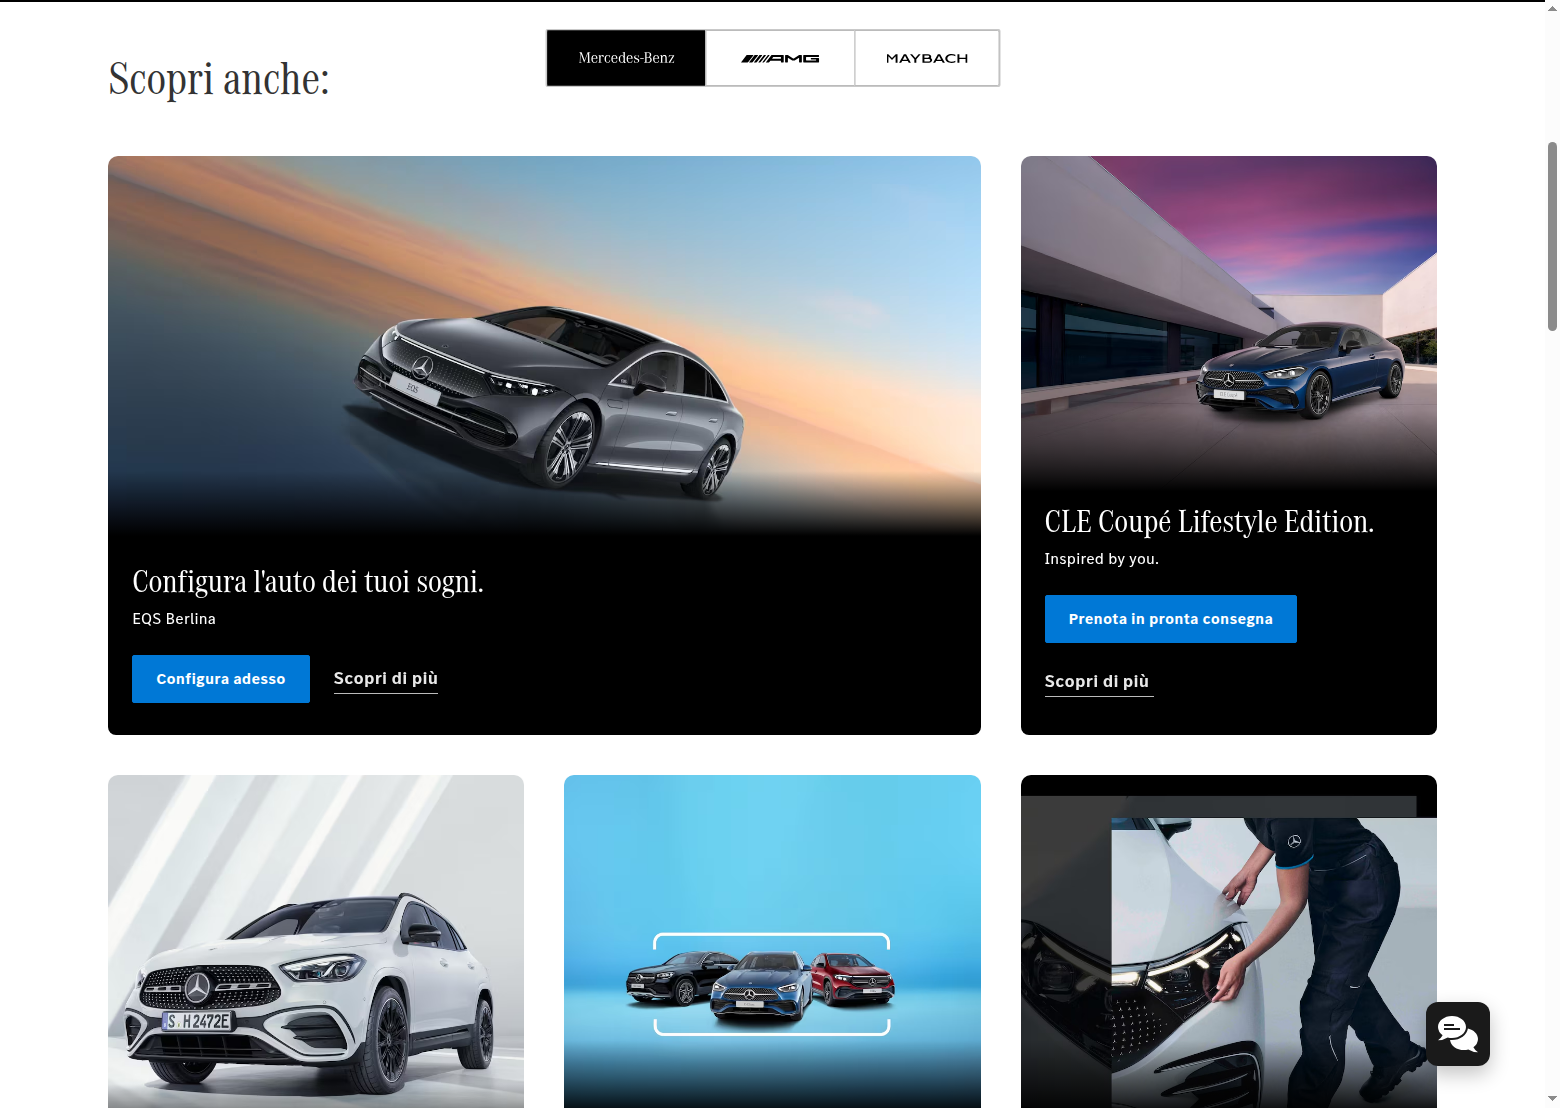 Mercedes-Benz
AMG
MAYBACH
Scopri anche:
EQS
Configura l'auto dei tuoi sogni.
EQS Berlina
Configura adesso
Scopri di più
CLE Coupé Lifestyle Edition.
Inspired by you.
Prenota in pronta consegna
Scopri di più
S H 2472E